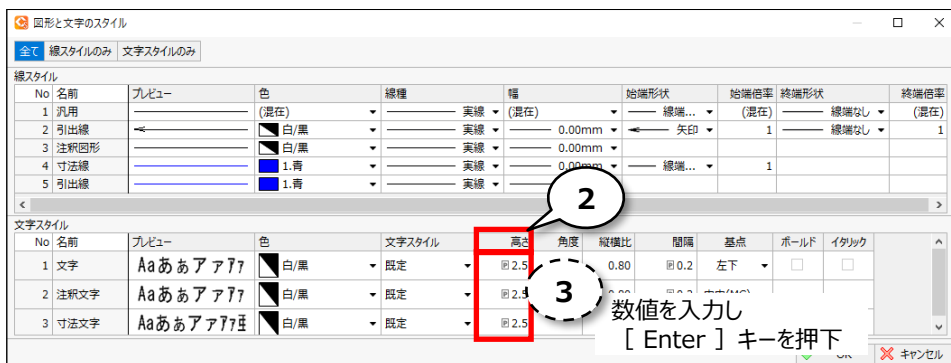 図形と文字のスタイル
全て 線スタイルのみ 文字スタイルのみ
線スタイル
No 名前 プレビュー 色 線種 幅 始端形状 始端倍率 終端形状 終端倍率
1 汎用 (混在) 実線 (混在) 線端... (混在) 線端なし (混在)
2 引出線 白/黒 実線 0.00mm 矢印 1 線端なし 1
3 注釈図形 白/黒 実線 0.00mm
4 寸法線 1.青 実線 0.00mm 線端... 1
5 引出線 1.青 実線
2
文字スタイル
No 名前 プレビュー 色 文字スタイル 高さ 角度 縦横比 間隔 基点 ボールド イタリック
1 文字 Aaあぁアァｱｧ 白/黒 既定 P 2.5 0.80 P 0.2 左下
2 注釈文字 Aaあぁアァｱｧ 白/黒 既定 P 2.5
3 寸法文字 Aaあぁアァｱｧ亜 白/黒 既定 P 2.5
3
数値を入力し
［ Enter ］キーを押下
キャンセル